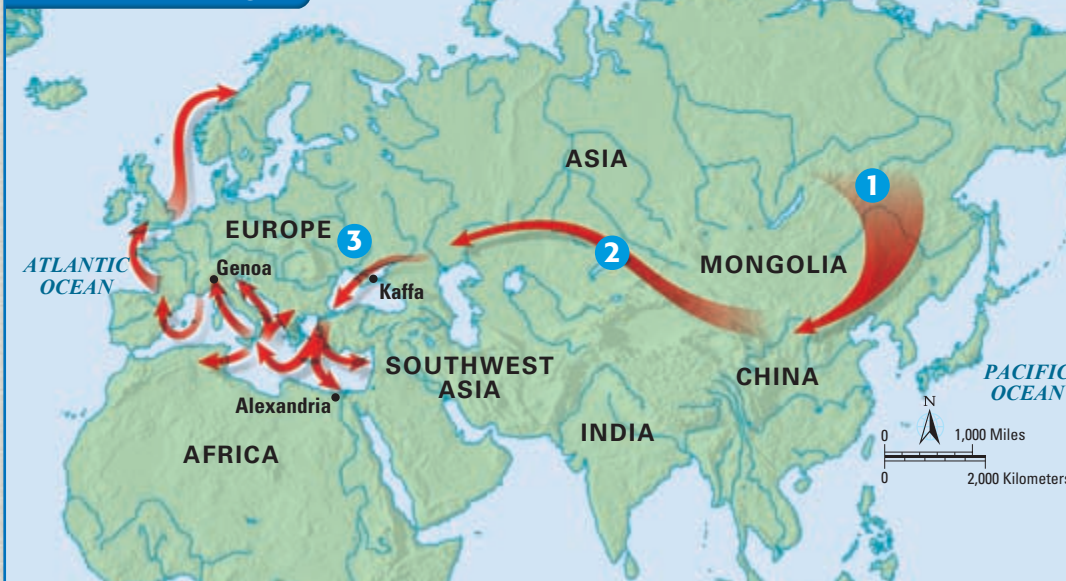 ASIA
1
EUROPE
3
2
ATLANTIC
OCEAN
Genoa
MONGOLIA
Kaffa
SOUTHWEST
ASIA
CHINA
PACIFIC
OCEAN
Alexandria
N
INDIA
0
1,000 Miles
AFRICA
0
2,000 Kilometers